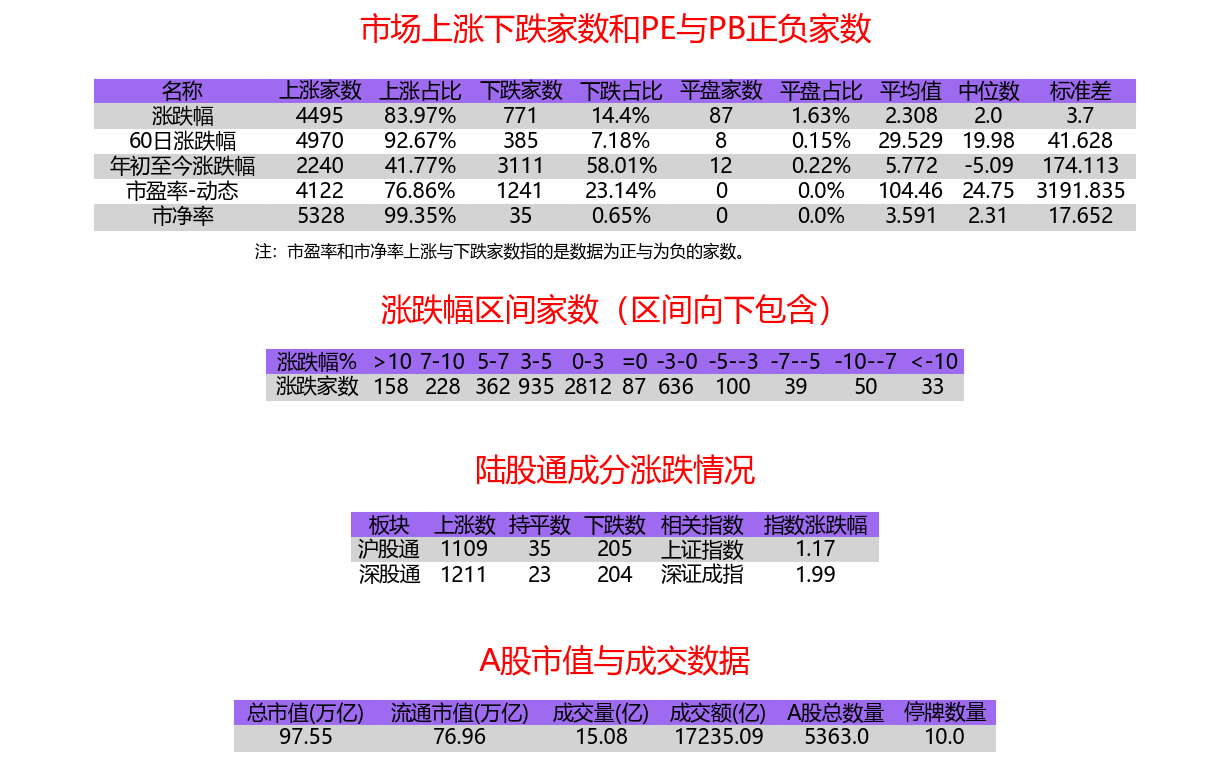 市场上涨下跌家数和PE与PB正负家数
名称 上涨家数 上涨占比 下跌家数 下跌占比 平盘家数 平盘占比 平均值 中位数 标准差
涨跌幅 4495 83.97% 771 14.4% 87 1.63% 2.308 2.0 3.7
60日涨跌幅 4970 92.67% 385 7.18% 8 0.15% 29.529 19.98 41.628
年初至今涨跌幅 2240 41.77% 3111 58.01% 12 0.22% 5.772 -5.09 174.113
市盈率-动态 4122 76.86% 1241 23.14% 0 0.0% 104.46 24.75 3191.835
市净率 5328 99.35% 35 0.65% 0 0.0% 3.591 2.31 17.652
注：市盈率和市净率上涨与下跌家数指的是数据为正与为负的家数。
涨跌幅区间家数（区间向下包含）
涨跌幅% >10 7-10 5-7 3-5 0-3 =0 -3-0 -5--3 -7--5 -10--7 <-10
涨跌家数 158 228 362 935 2812 87 636 100 39 50 33
陆股通成分涨跌情况
板块 上涨数 持平数 下跌数 相关指数 指数涨跌幅
沪股通 1109 35 205 上证指数 1.17
深股通 1211 23 204 深证成指 1.99
A股市值与成交数据
总市值(万亿) 流通市值(万亿) 成交量(亿) 成交额(亿) A股总数量 停牌数量
97.55 76.96 15.08 17235.09 5363.0 10.0